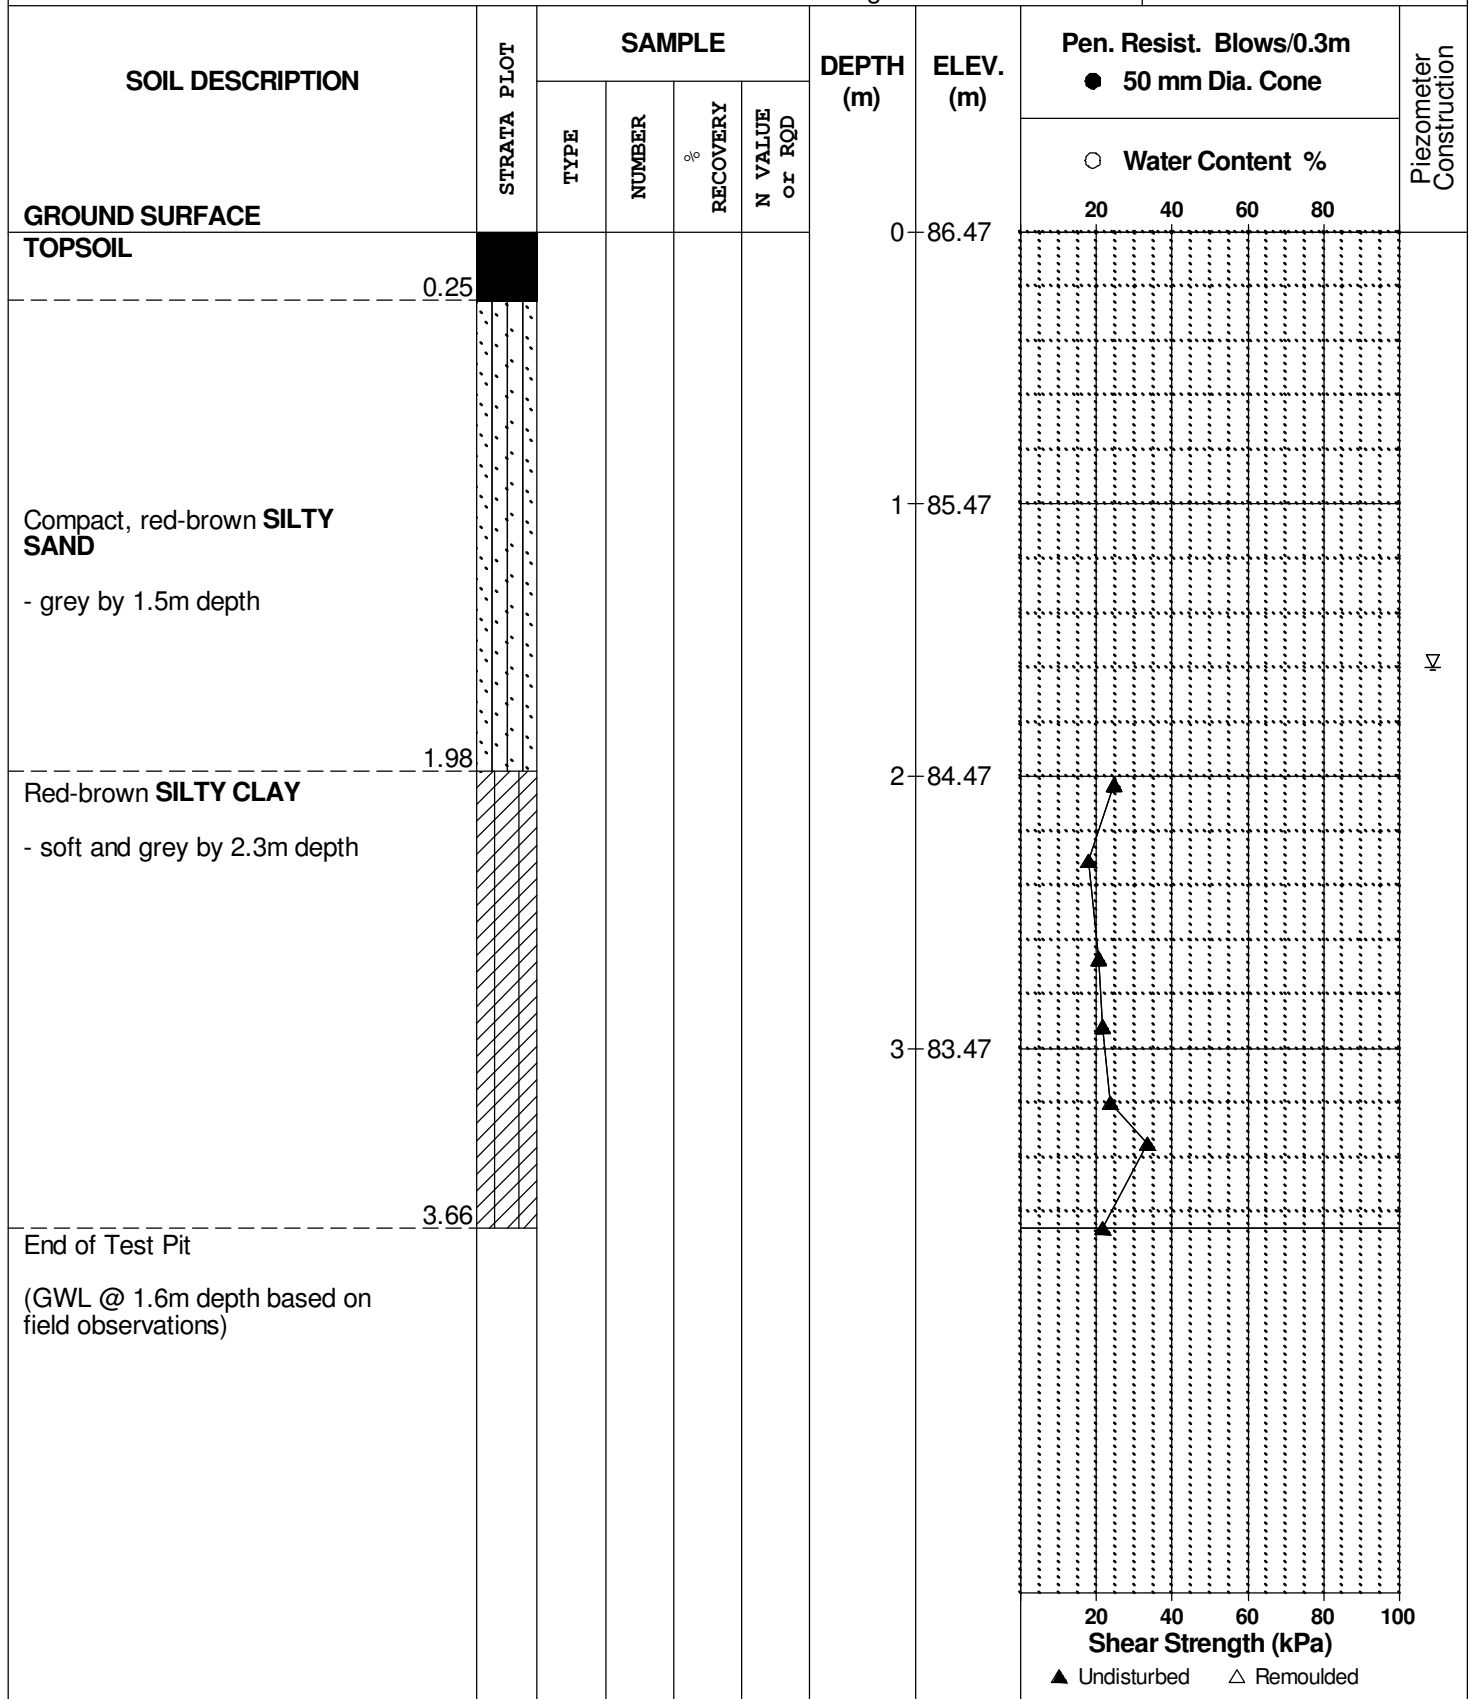 SOIL DESCRIPTION
STRATA PLOT
SAMPLE
TYPE
NUMBER
%
RECOVERY
N VALUE
or RQD
DEPTH
(m)
ELEV.
(m)
Pen. Resist. Blows/0.3m
● 50 mm Dia. Cone
○ Water Content %
Piezometer
Construction
20 40 60 80
GROUND SURFACE
0 86.47
TOPSOIL
0.25
1 85.47
Compact, red-brown SILTY
SAND
- grey by 1.5m depth
1.98
2 84.47
Red-brown SILTY CLAY
- soft and grey by 2.3m depth
3 83.47
3.66
End of Test Pit
(GWL @ 1.6m depth based on
field observations)
20 40 60 80 100
Shear Strength (kPa)
▲ Undisturbed △ Remoulded